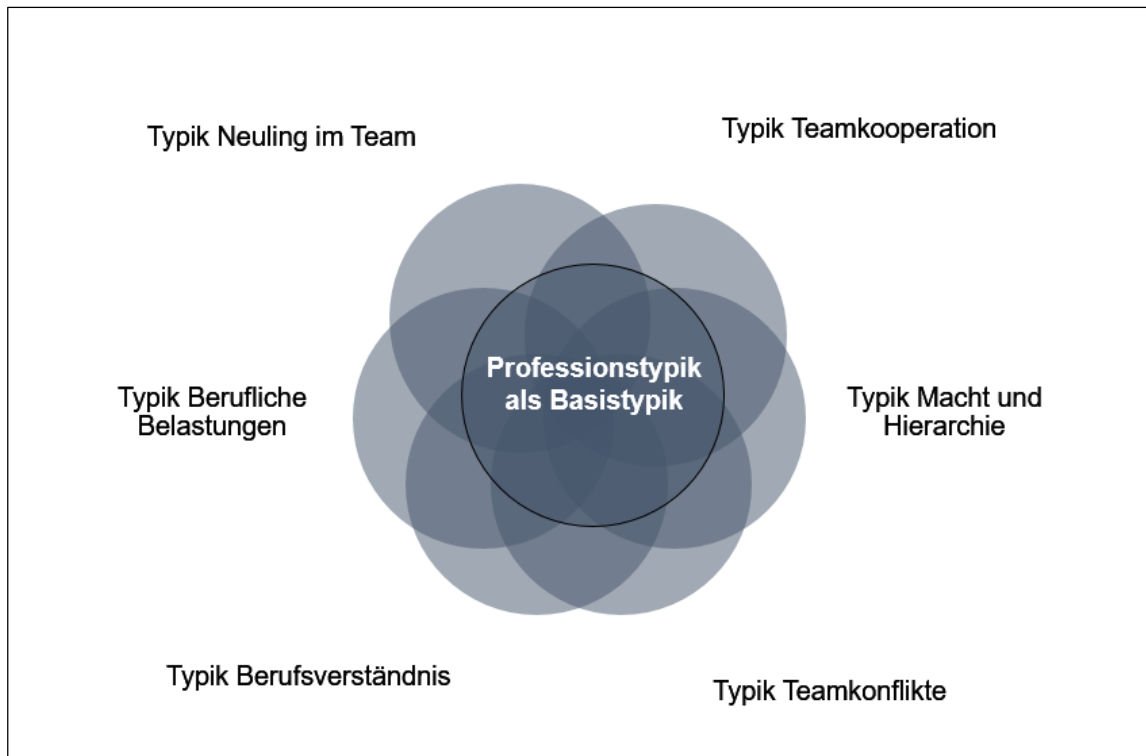 Typik Neuling im Team
Typik Teamkooperation
Professionstypik
als Basistypik
Typik Berufliche
Belastungen
Typik Macht und
Hierarchie
Typik Berufsverständnis
Typik Teamkonflikte